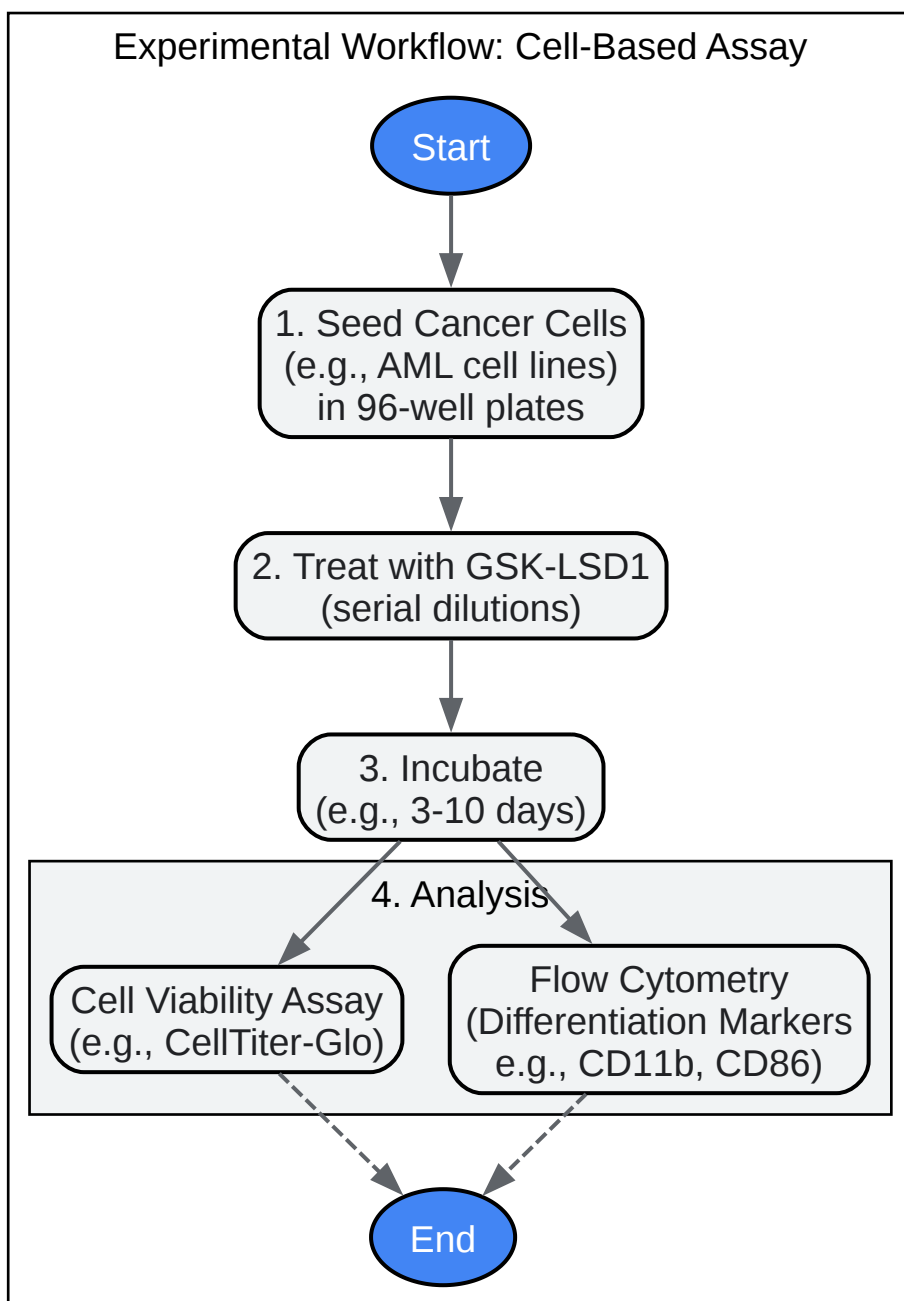 Experimental Workflow: Cell-Based Assay
Start
1. Seed Cancer Cells
(e.g., AML cell lines)
in 96-well plates
2. Treat with GSK-LSD1
(serial dilutions)
3. Incubate
(e.g., 3-10 days)
4. Analysis
Cell Viability Assay
(e.g., CellTiter-Glo)
Flow Cytometry
(Differentiation Markers
e.g., CD11b, CD86)
End